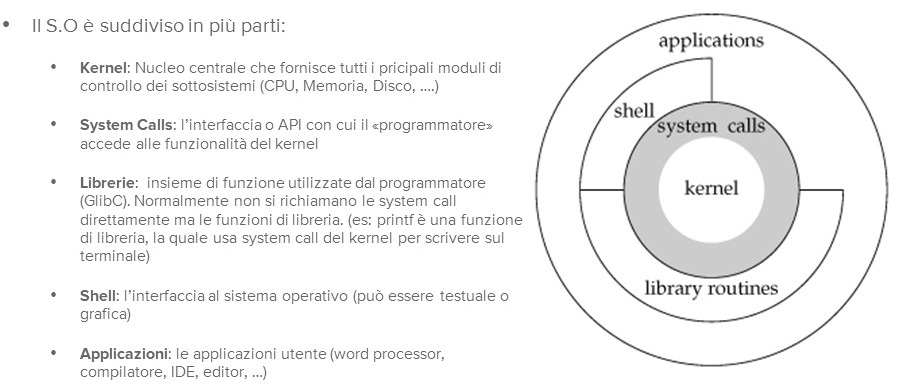 • Il S.O è suddiviso in più parti:
• Kernel: Nucleo centrale che fornisce tutti i pricipali moduli di
controllo dei sottosistemi (CPU, Memoria, Disco, ....)
• System Calls: l'interfaccia o API con cui il «programmatore»
accede alle funzionalità del kernel
• Librerie: insieme di funzione utilizzate dal programmatore
(GlibC). Normalmente non si richiamano le system call
direttamente ma le funzioni di libreria. (es: printf è una funzione
di libreria, la quale usa system call del kernel per scrivere sul
terminale)
• Shell: l'interfaccia al sistema operativo (può essere testuale o
grafica)
• Applicazioni: le applicazioni utente (word processor,
compilatore, IDE, editor, ...)
applications
shell
system calls
kernel
library routines